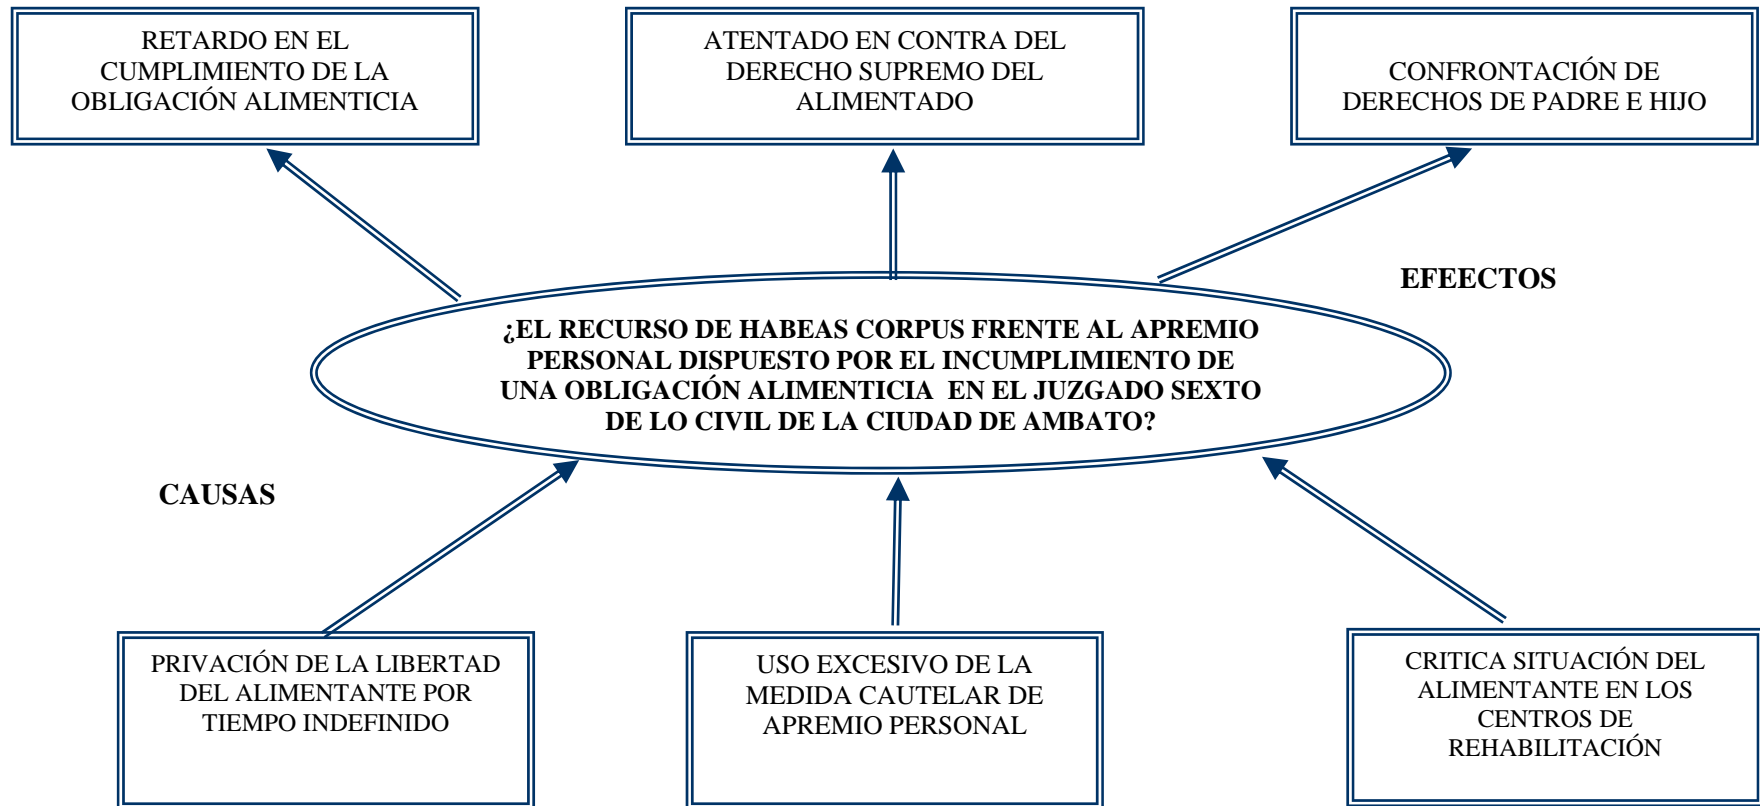 RETARDO EN EL
CUMPLIMIENTO DE LA
OBLIGACIÓN ALIMENTICIA
ATENTADO EN CONTRA DEL
DERECHO SUPREMO DEL
ALIMENTADO
CONFRONTACIÓN DE
DERECHOS DE PADRE E HIJO
EFEECTOS
¿EL RECURSO DE HABEAS CORPUS FRENTE AL APREMIO
PERSONAL DISPUESTO POR EL INCUMPLIMIENTO DE
UNA OBLIGACIÓN ALIMENTICIA EN EL JUZGADO SEXTO
DE LO CIVIL DE LA CIUDAD DE AMBATO?
CAUSAS
PRIVACIÓN DE LA LIBERTAD
DEL ALIMENTANTE POR
TIEMPO INDEFINIDO
USO EXCESIVO DE LA
MEDIDA CAUTELAR DE
APREMIO PERSONAL
CRITICA SITUACIÓN DEL
ALIMENTANTE EN LOS
CENTROS DE
REHABILITACIÓN